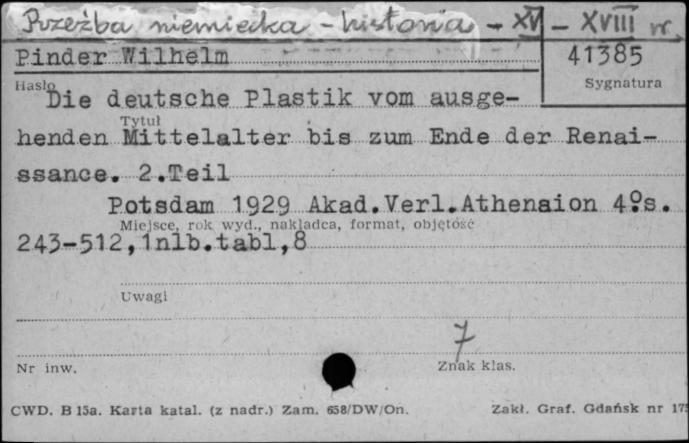 Rzeźba niemiecka - historia - XV - XVIII w.
Pinder Wilhelm
41385
Hasło
Sygnatura
Die deutsche Plastik vom ausge-
Tytuł
henden Mittelalter bis zum Ende der Renai-
ssance. 2.Teil
Potsdam 1929 Akad.Verl.Athenaion 4º s.
Miejsce, rok wyd., nakładca, format, objętość
243-512,1nlb.tabl,8
Uwagi
7
Nr inw.
Znak klas.
CWD. B 15a. Karta katal. (z nadr.) Zam. 658/DW/On.
Zakł. Graf. Gdańsk nr 175